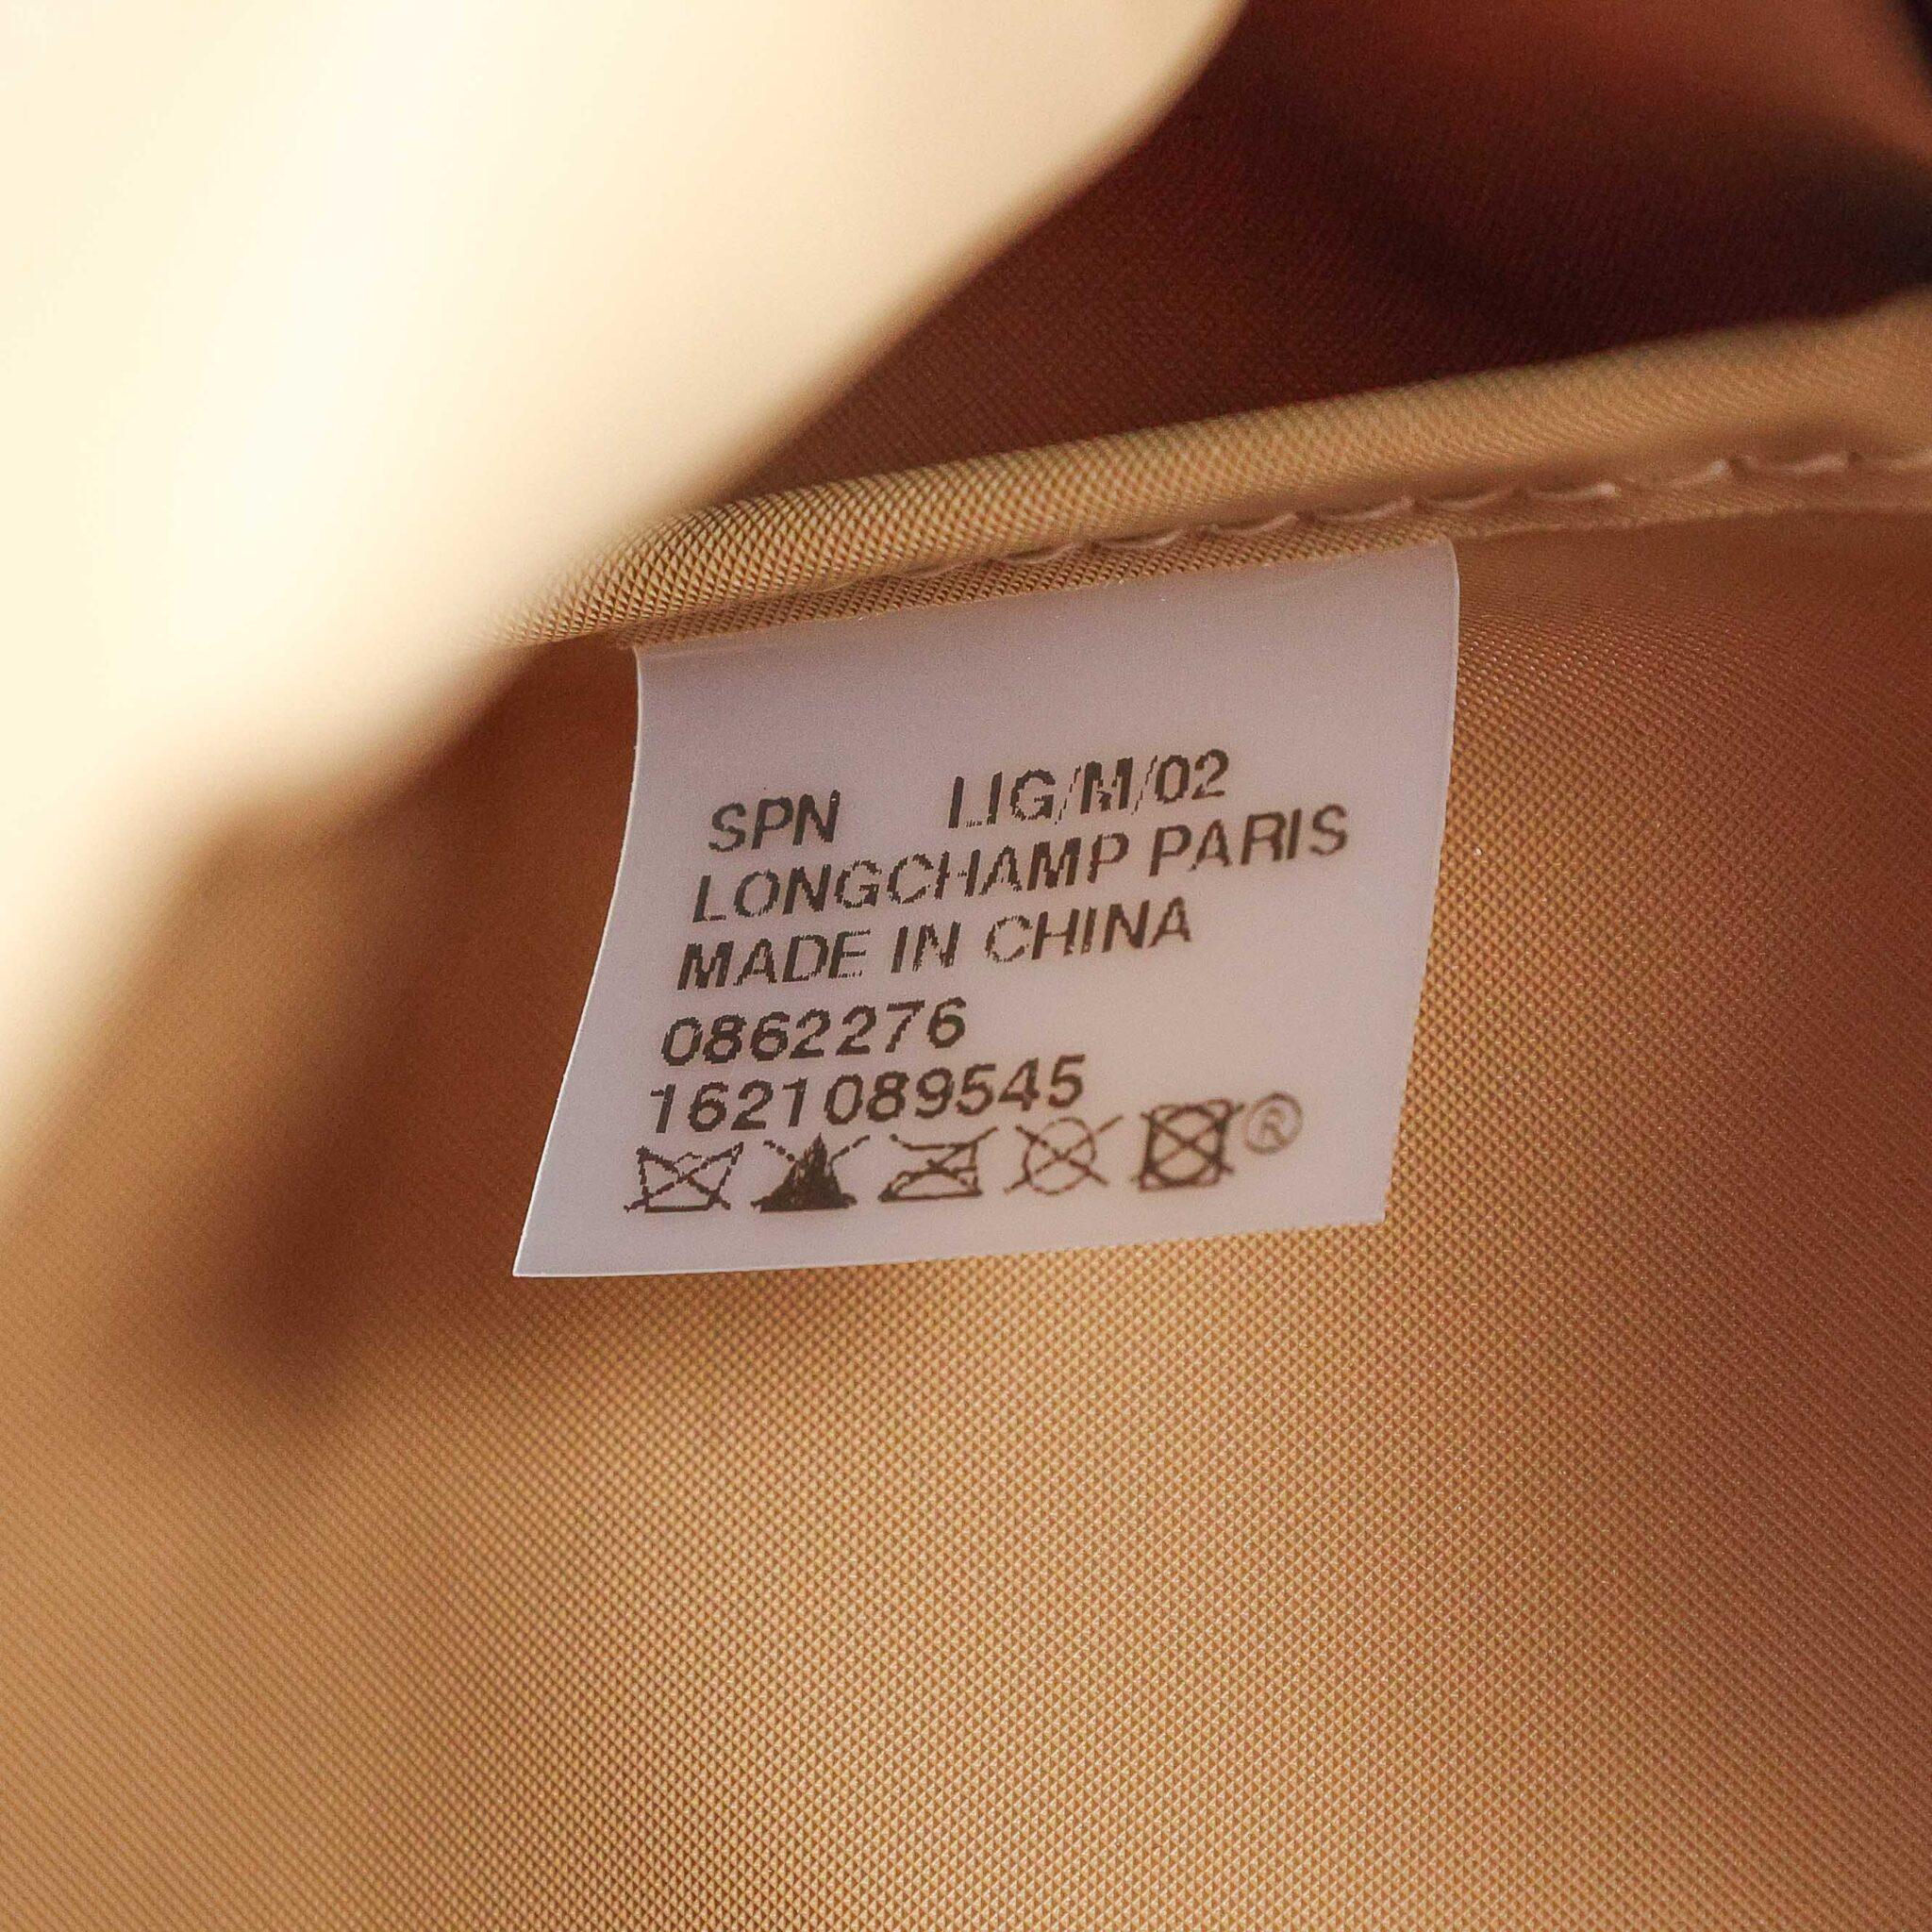 SPN LIG/M/02
LONGCHAMP PARIS
MADE IN CHINA
0862276
1621089545
®